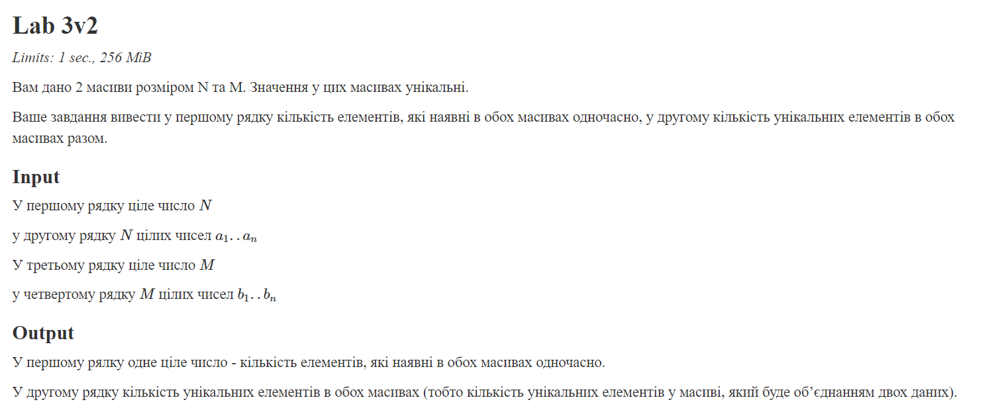 Lab 3v2
Limits: 1 sec., 256 MiB
Вам дано 2 масиви розміром N та M. Значення у цих масивах унікальні.
Ваше завдання вивести у першому рядку кількість елементів, які наявні в обох масивах одночасно, у другому кількість унікальних елементів в обох
масивах разом.
Input
У першому рядку ціле число N
у другому рядку N цілих чисел a₁..aₙ
У третьому рядку ціле число M
у четвертому рядку M цілих чисел b₁..bₙ
Output
У першому рялку одне ціле число - кількість елементів, які наявні в обох масивах одночасно.
У другому рядку кількість унікальних елементів в обох масивах (тобто кількість унікальних елементів у масиві, який буде об’єднанням двох даних).